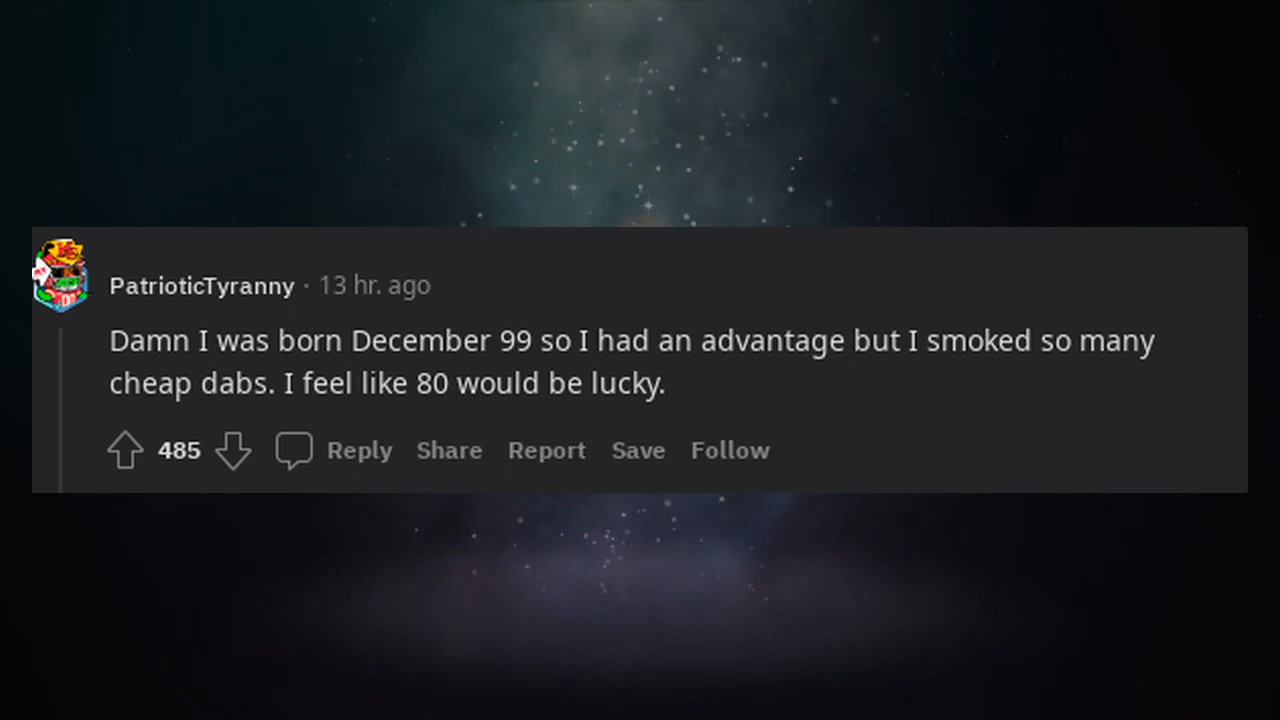 PatrioticTyranny · 13 hr. ago
Damn I was born December 99 so I had an advantage but I smoked so many
cheap dabs. I feel like 80 would be lucky.
485 Reply Share Report Save Follow